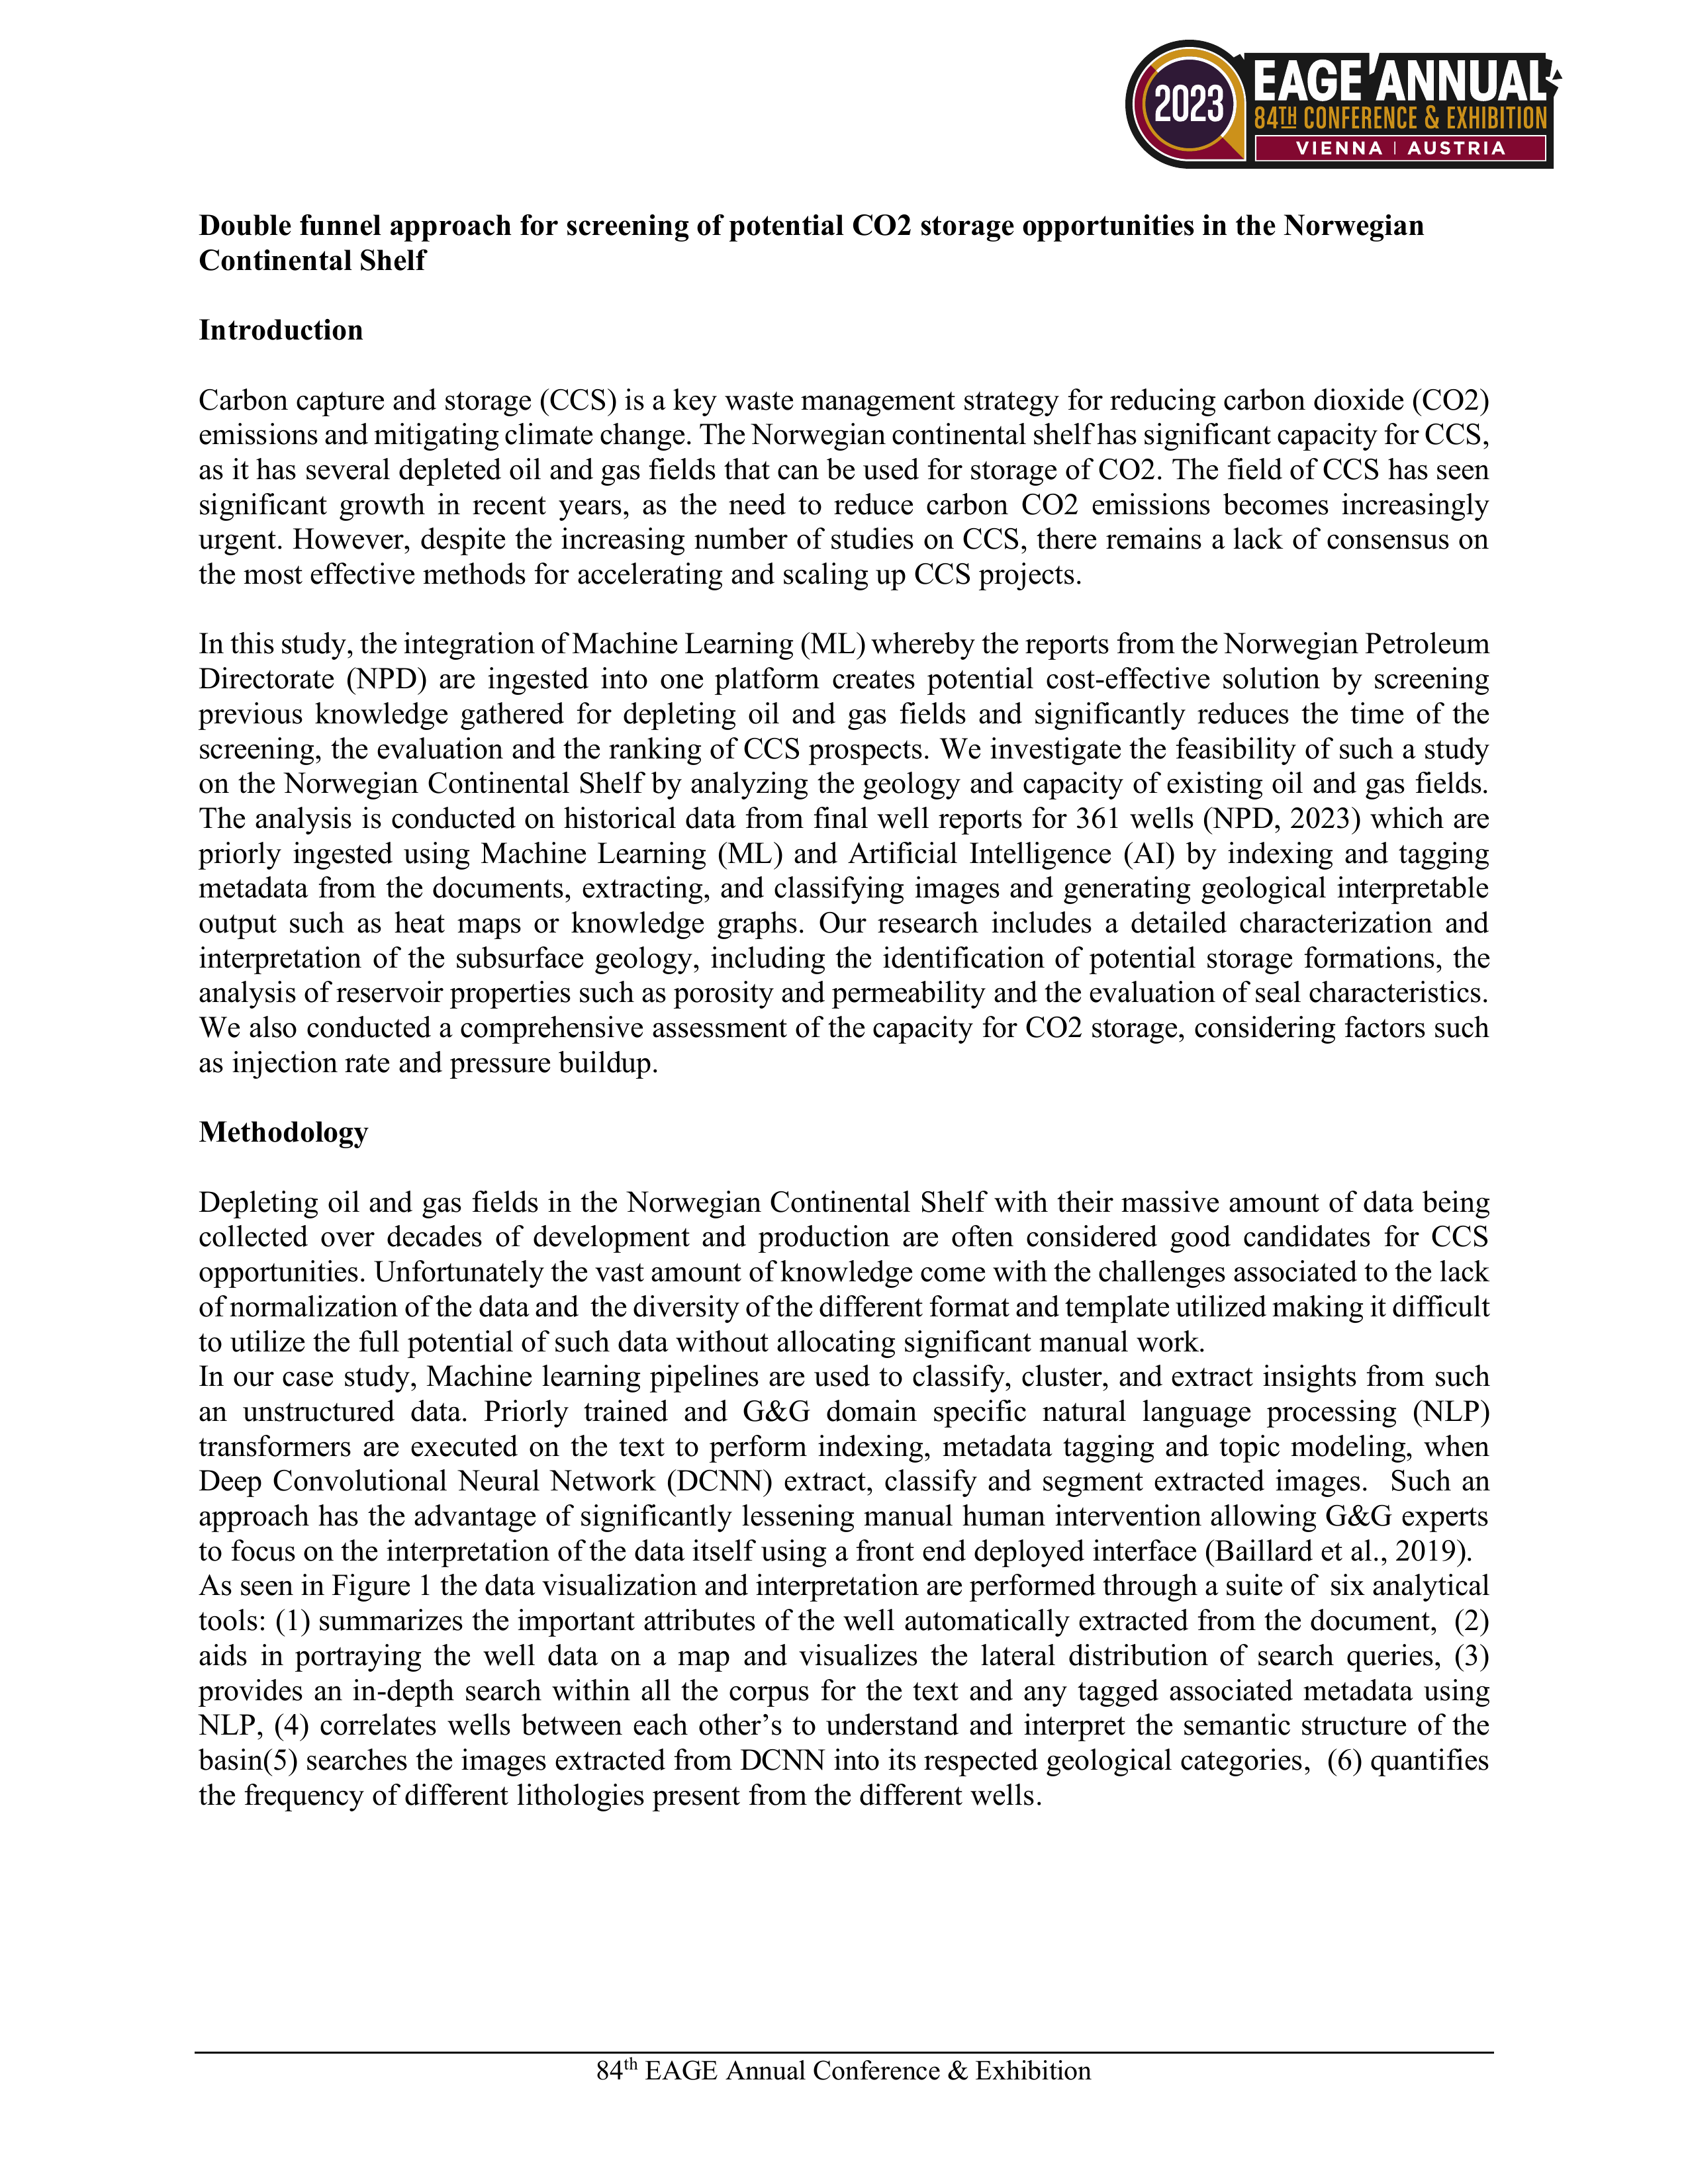 2023
EAGE ANNUAL
84TH CONFERENCE & EXHIBITION
VIENNA | AUSTRIA
Double funnel approach for screening of potential CO2 storage opportunities in the Norwegian
Continental Shelf
Introduction
Carbon capture and storage (CCS) is a key waste management strategy for reducing carbon dioxide (CO2)
emissions and mitigating climate change. The Norwegian continental shelf has significant capacity for CCS,
as it has several depleted oil and gas fields that can be used for storage of CO2. The field of CCS has seen
significant growth in recent years, as the need to reduce carbon CO2 emissions becomes increasingly
urgent. However, despite the increasing number of studies on CCS, there remains a lack of consensus on
the most effective methods for accelerating and scaling up CCS projects.
In this study, the integration of Machine Learning (ML) whereby the reports from the Norwegian Petroleum
Directorate (NPD) are ingested into one platform creates potential cost-effective solution by screening
previous knowledge gathered for depleting oil and gas fields and significantly reduces the time of the
screening, the evaluation and the ranking of CCS prospects. We investigate the feasibility of such a study
on the Norwegian Continental Shelf by analyzing the geology and capacity of existing oil and gas fields.
The analysis is conducted on historical data from final well reports for 361 wells (NPD, 2023) which are
priorly ingested using Machine Learning (ML) and Artificial Intelligence (AI) by indexing and tagging
metadata from the documents, extracting, and classifying images and generating geological interpretable
output such as heat maps or knowledge graphs. Our research includes a detailed characterization and
interpretation of the subsurface geology, including the identification of potential storage formations, the
analysis of reservoir properties such as porosity and permeability and the evaluation of seal characteristics.
We also conducted a comprehensive assessment of the capacity for CO2 storage, considering factors such
as injection rate and pressure buildup.
Methodology
Depleting oil and gas fields in the Norwegian Continental Shelf with their massive amount of data being
collected over decades of development and production are often considered good candidates for CCS
opportunities. Unfortunately the vast amount of knowledge come with the challenges associated to the lack
of normalization of the data and the diversity of the different format and template utilized making it difficult
to utilize the full potential of such data without allocating significant manual work.
In our case study, Machine learning pipelines are used to classify, cluster, and extract insights from such
an unstructured data. Priorly trained and G&G domain specific natural language processing (NLP)
transformers are executed on the text to perform indexing, metadata tagging and topic modeling, when
Deep Convolutional Neural Network (DCNN) extract, classify and segment extracted images. Such an
approach has the advantage of significantly lessening manual human intervention allowing G&G experts
to focus on the interpretation of the data itself using a front end deployed interface (Baillard et al., 2019).
As seen in Figure 1 the data visualization and interpretation are performed through a suite of six analytical
tools: (1) summarizes the important attributes of the well automatically extracted from the document, (2)
aids in portraying the well data on a map and visualizes the lateral distribution of search queries, (3)
provides an in-depth search within all the corpus for the text and any tagged associated metadata using
NLP, (4) correlates wells between each other’s to understand and interpret the semantic structure of the
basin(5) searches the images extracted from DCNN into its respected geological categories, (6) quantifies
the frequency of different lithologies present from the different wells.
84th EAGE Annual Conference & Exhibition